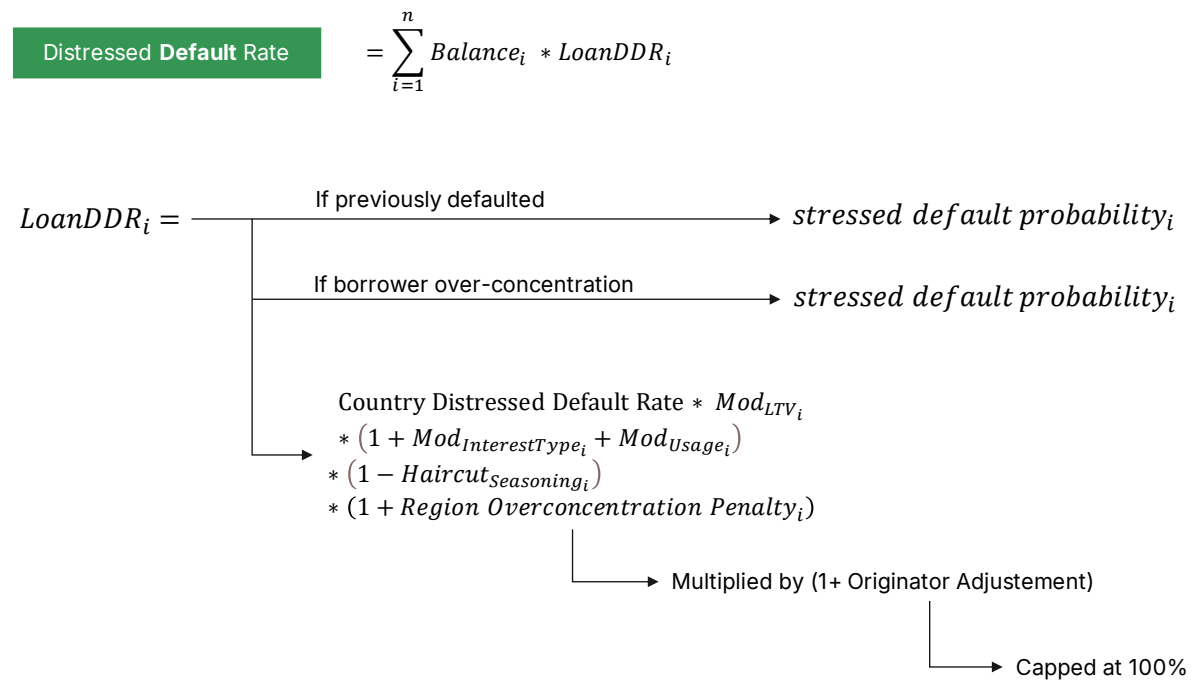 Distressed Default Rate = \sum_{i=1}^{n} Balance_i * LoanDDR_i
If previously defaulted
LoanDDR_i = stressed default probability_i
If borrower over-concentration
stressed default probability_i
Country Distressed Default Rate * Mod_{LTV_i}
* (1 + Mod_{InterestType_i} + Mod_{Usage_i})
* (1 − Haircut_{Seasoning_i})
* (1 + Region Overconcentration Penalty_i)
Multiplied by (1+ Originator Adjustement)
Capped at 100%